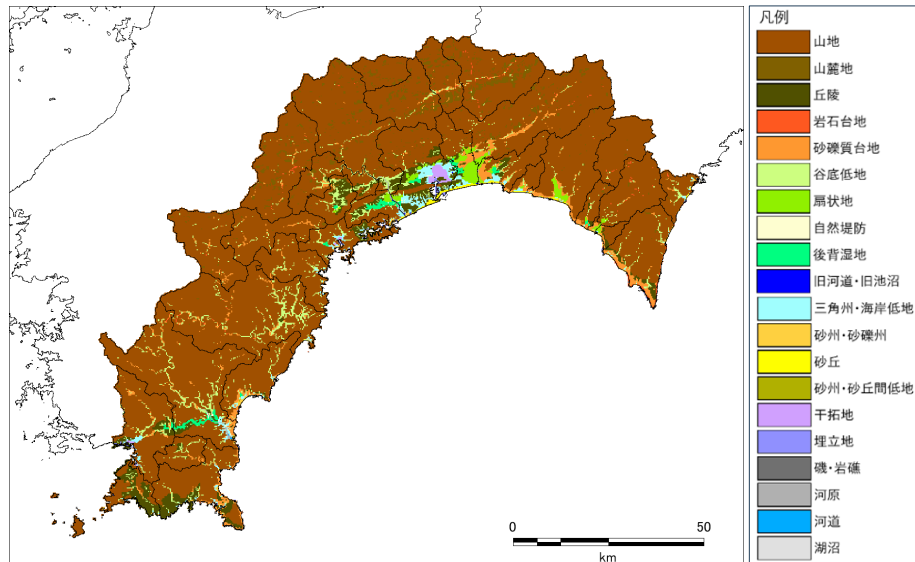 凡例
山地
山麓地
丘陵
岩石台地
砂礫質台地
谷底低地
扇状地
自然堤防
後背湿地
旧河道・旧池沼
三角州・海岸低地
砂州・砂礫州
砂丘
砂州・砂丘間低地
干拓地
埋立地
磯・岩礁
河原
河道
湖沼
0 50
km